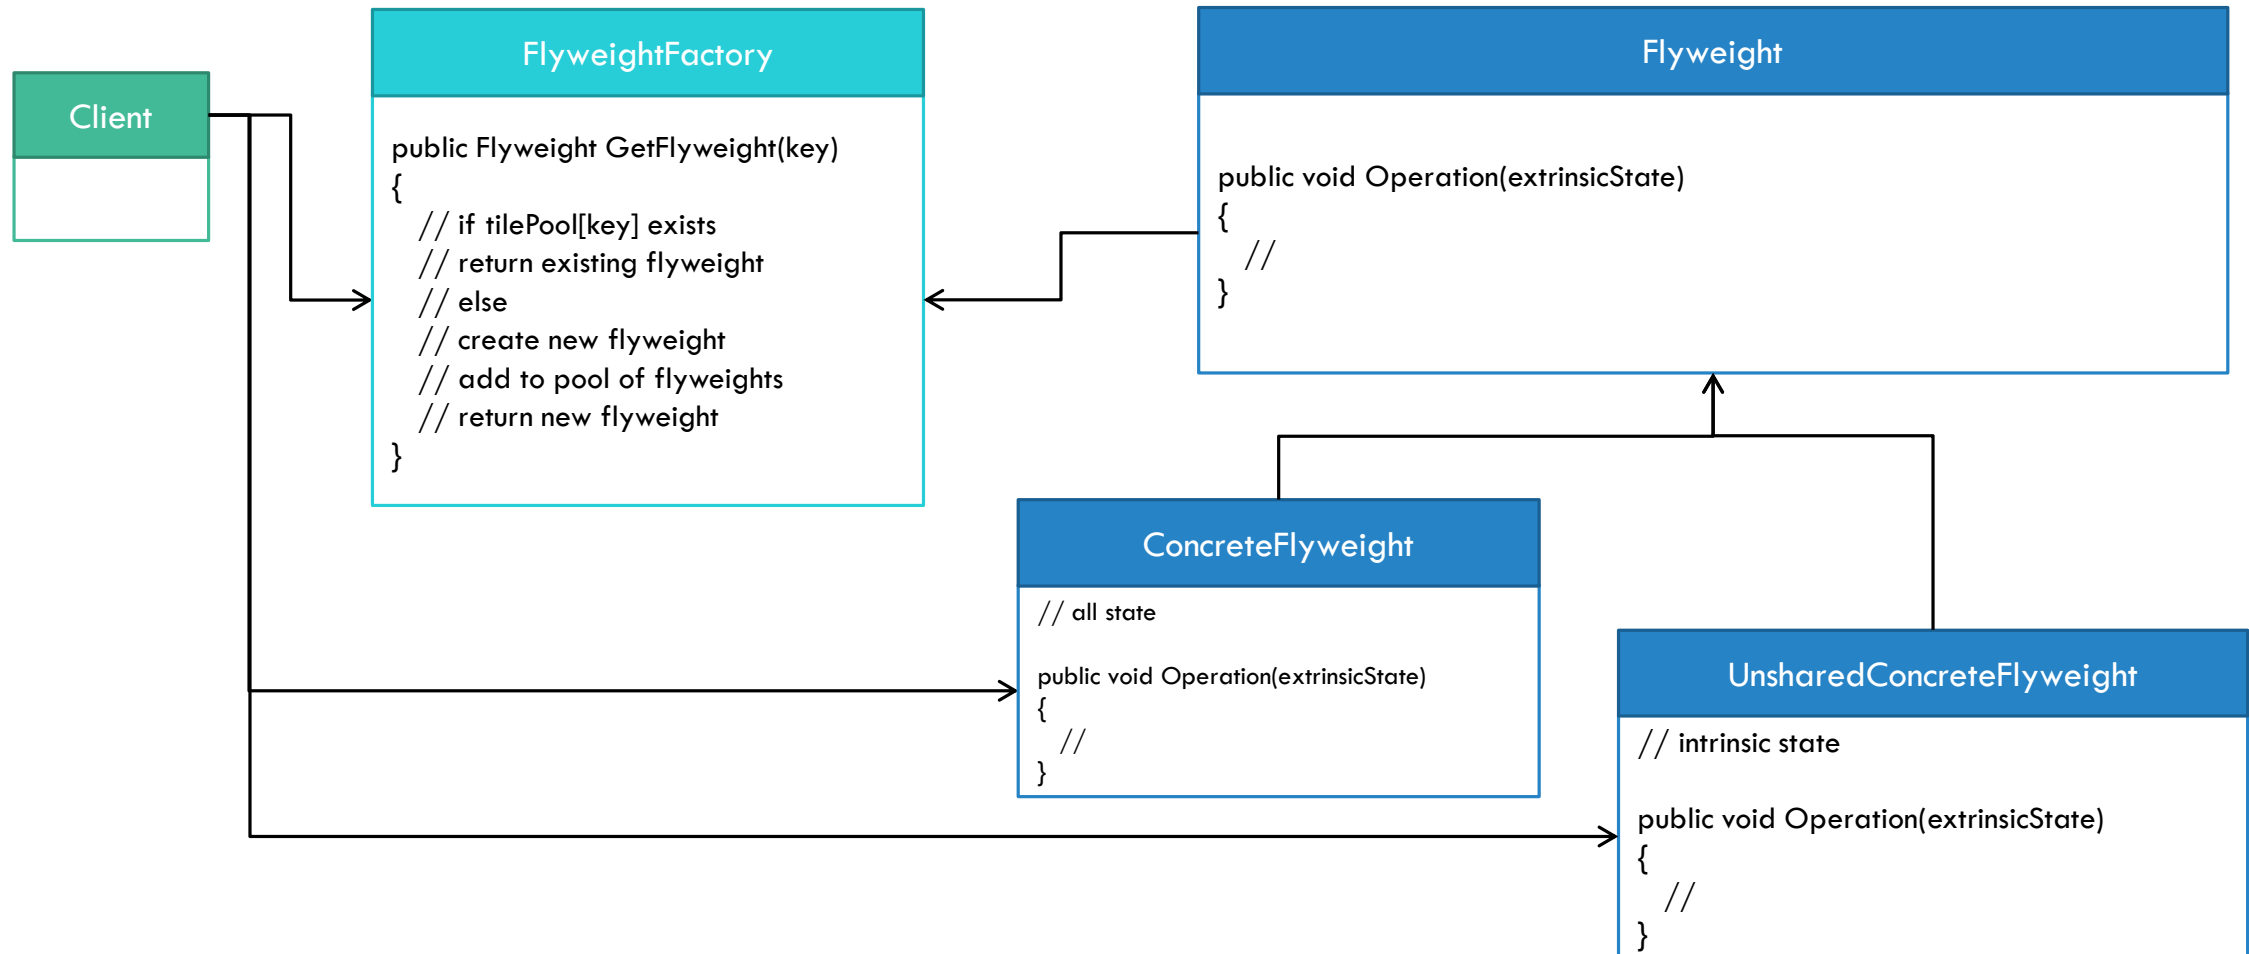 Client
FlyweightFactory
public Flyweight GetFlyweight(key)
{
// if tilePool[key] exists
// return existing flyweight
// else
// create new flyweight
// add to pool of flyweights
// return new flyweight
}
Flyweight
public void Operation(extrinsicState)
{
//
}
ConcreteFlyweight
// all state
public void Operation(extrinsicState)
{
//
}
UnsharedConcreteFlyweight
// intrinsic state
public void Operation(extrinsicState)
{
//
}